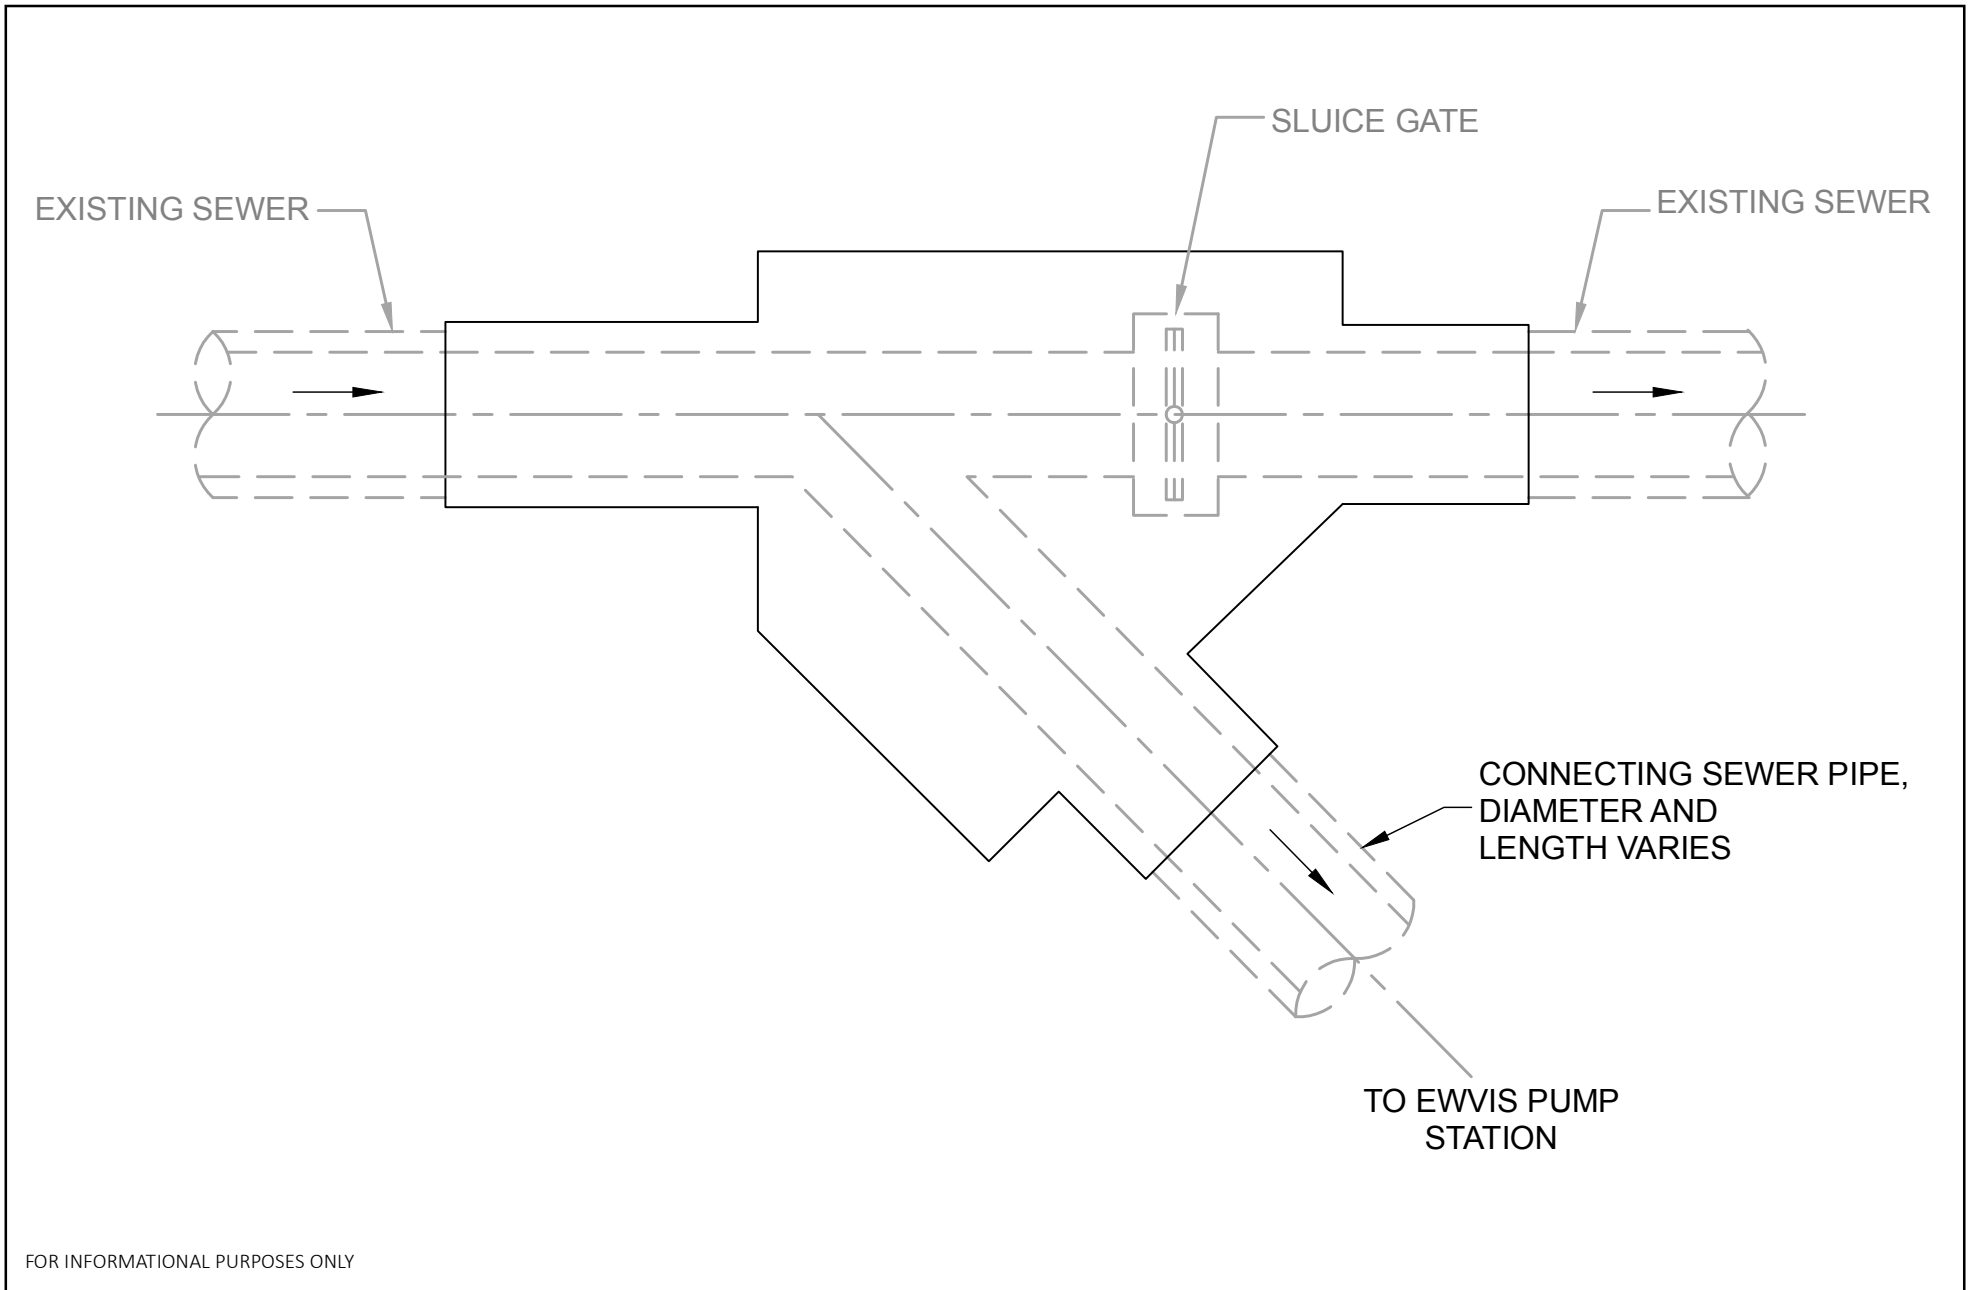 SLUICE GATE
EXISTING SEWER
EXISTING SEWER
CONNECTING SEWER PIPE,
DIAMETER AND
LENGTH VARIES
TO EWVIS PUMP
STATION
FOR INFORMATIONAL PURPOSES ONLY